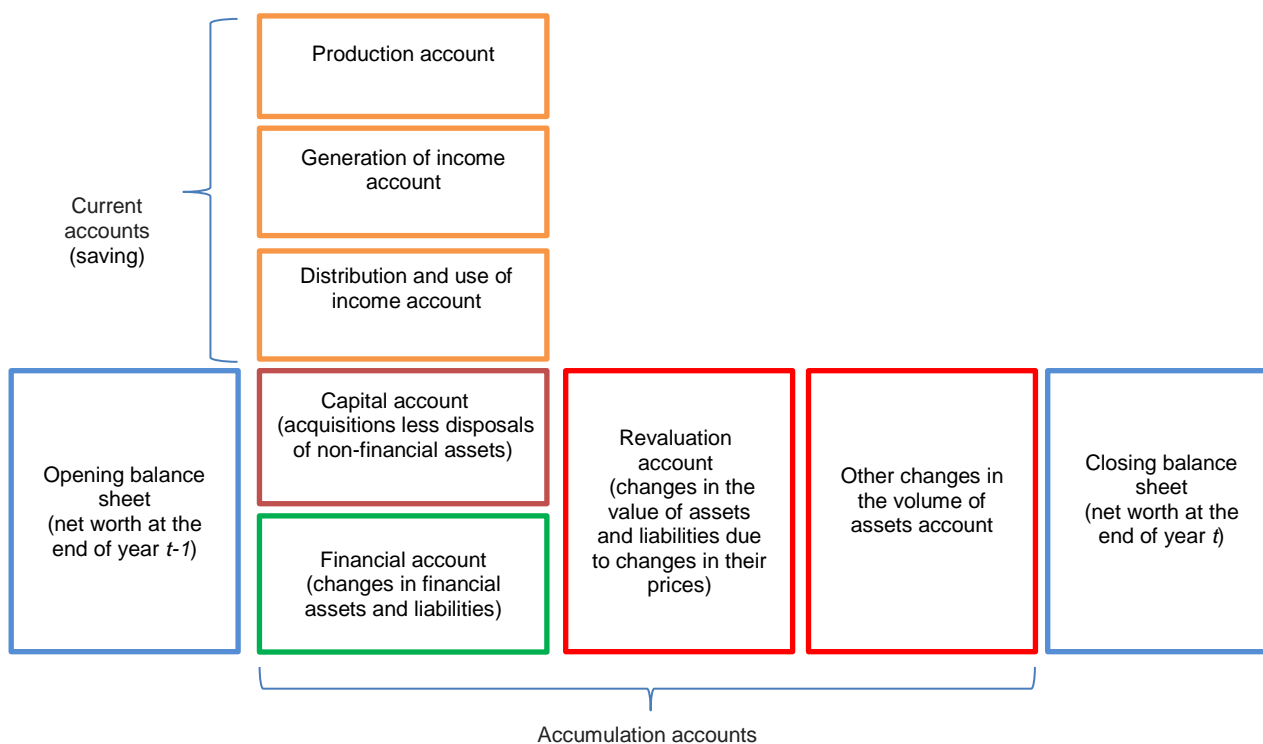 Production account
Generation of income
account
Current
accounts
(saving)
Distribution and use of
income account
Opening balance
sheet
(net worth at the
end of year t-1)
Capital account
(acquisitions less disposals
of non-financial assets)
Financial account
(changes in financial
assets and liabilities)
Revaluation
account
(changes in the
value of assets
and liabilities due
to changes in their
prices)
Other changes in
the volume of
assets account
Closing balance
sheet
(net worth at the
end of year t)
Accumulation accounts